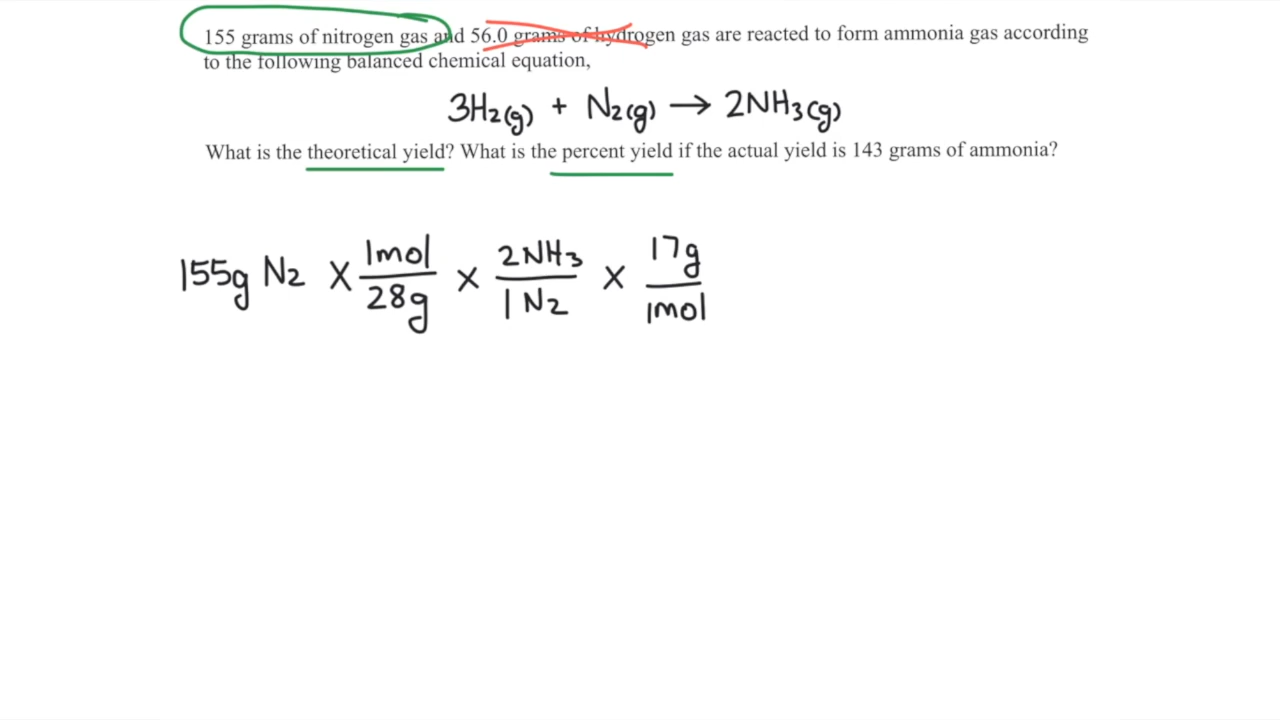 155 grams of nitrogen gas and 56.0 grams of hydrogen gas are reacted to form ammonia gas according
to the following balanced chemical equation,
3H₂(g) + N₂(g) → 2NH₃(g)
What is the theoretical yield? What is the percent yield if the actual yield is 143 grams of ammonia?
155g N₂ × 1mol/28g × 2NH₃/1N₂ × 17g/1mol